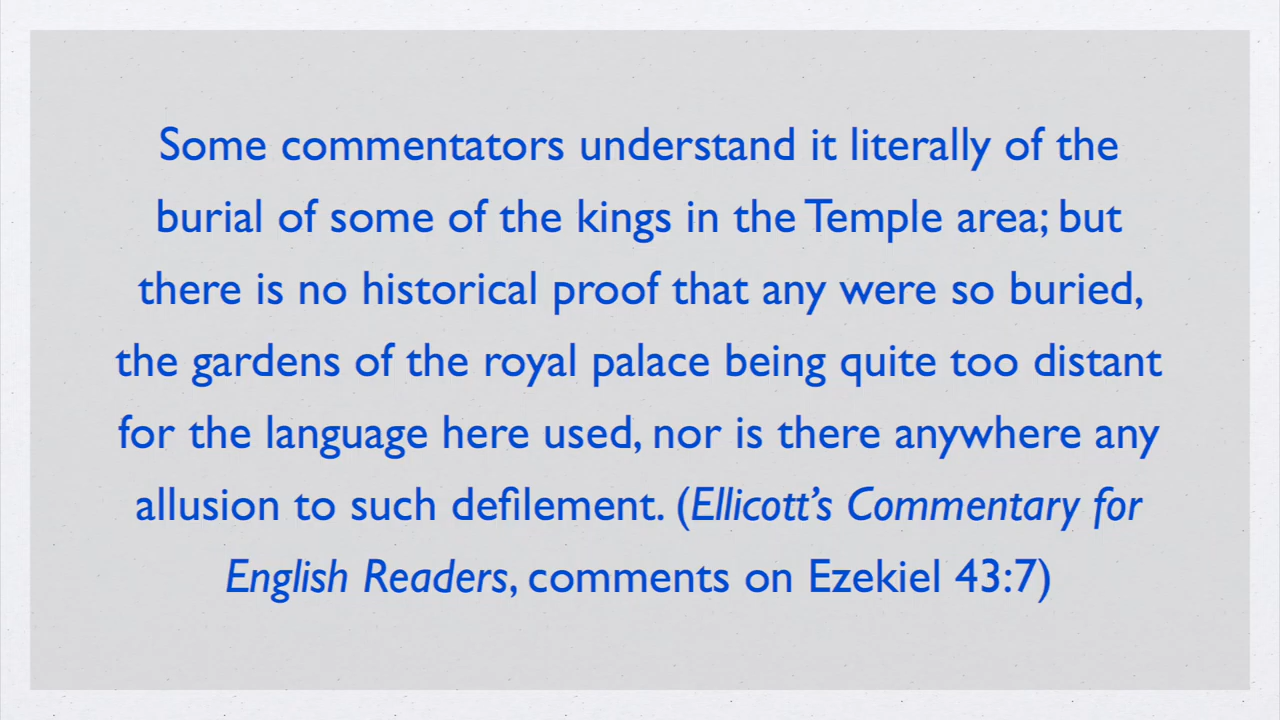 Some commentators understand it literally of the
burial of some of the kings in the Temple area; but
there is no historical proof that any were so buried,
the gardens of the royal palace being quite too distant
for the language here used, nor is there anywhere any
allusion to such defilement. (Ellicott’s Commentary for
English Readers, comments on Ezekiel 43:7)